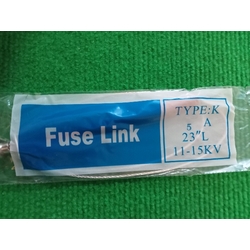 Fuse Link
TYPE:K
5 A
23"L
11-15KV